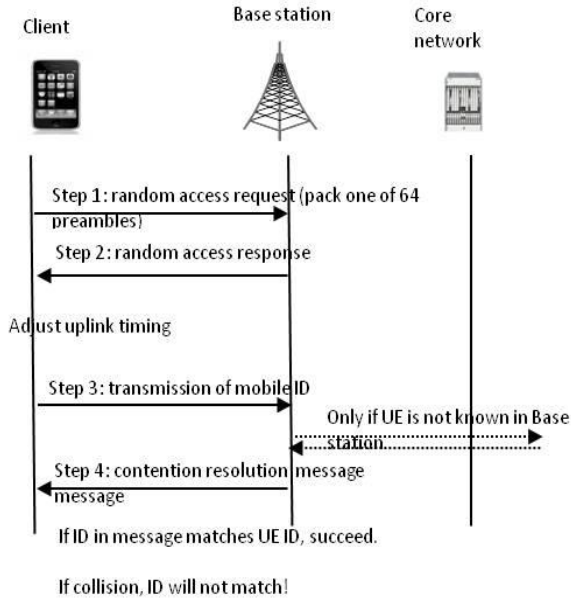 Client
Base station
Core
network
Step 1: random access request (pack one of 64
preambles)
Step 2: random access response
Adjust uplink timing
Step 3: transmission of mobile ID
Only if UE is not known in Base
station
Step 4: contention resolution message
message
If ID in message matches UE ID, succeed.
If collision, ID will not match!